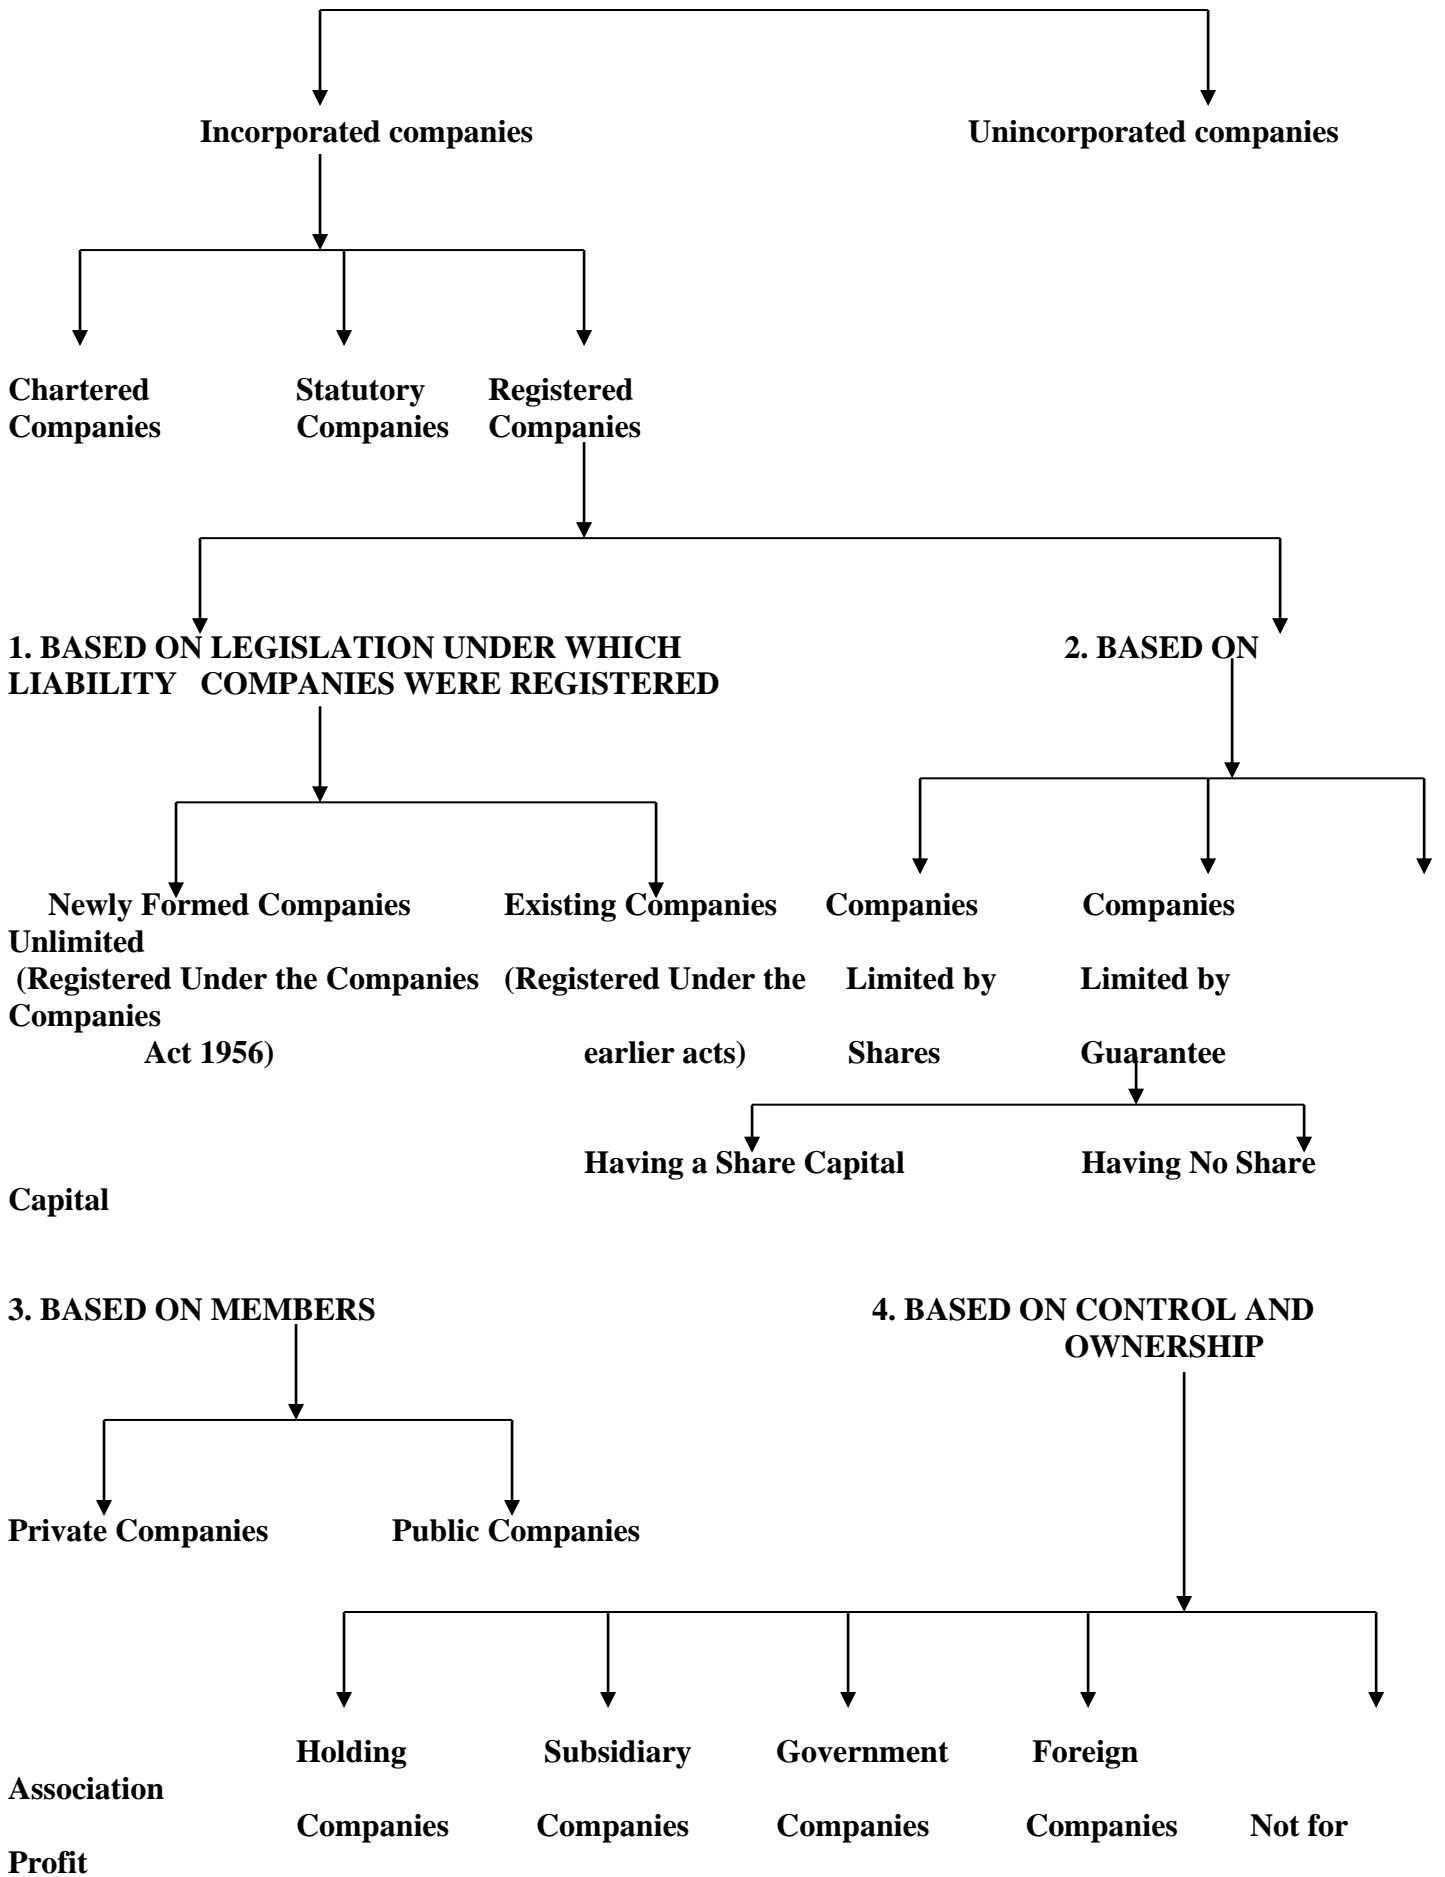 Incorporated companies Unincorporated companies
Chartered Statutory Registered
Companies Companies Companies
1. BASED ON LEGISLATION UNDER WHICH 2. BASED ON
LIABILITY COMPANIES WERE REGISTERED
Newly Formed Companies Existing Companies Companies Companies
Unlimited
(Registered Under the Companies (Registered Under the Limited by Limited by
Companies
Act 1956) earlier acts) Shares Guarantee
Having a Share Capital Having No Share
Capital
3. BASED ON MEMBERS 4. BASED ON CONTROL AND
OWNERSHIP
Private Companies Public Companies
Holding Subsidiary Government Foreign
Association
Companies Companies Companies Companies Not for
Profit